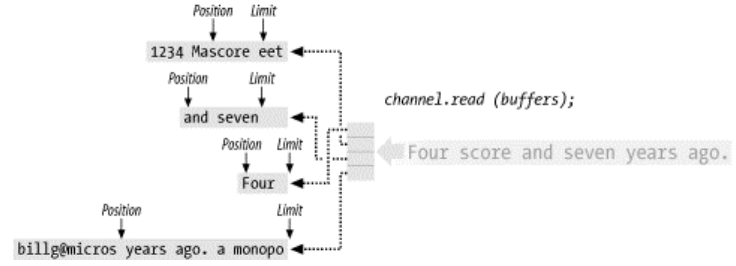 Position Limit
1234 Mascore eet
Position Limit
channel.read (buffers);
and seven
Position Limit
Four score and seven years ago.
Four
Position Limit
billg@micros years ago. a monopo